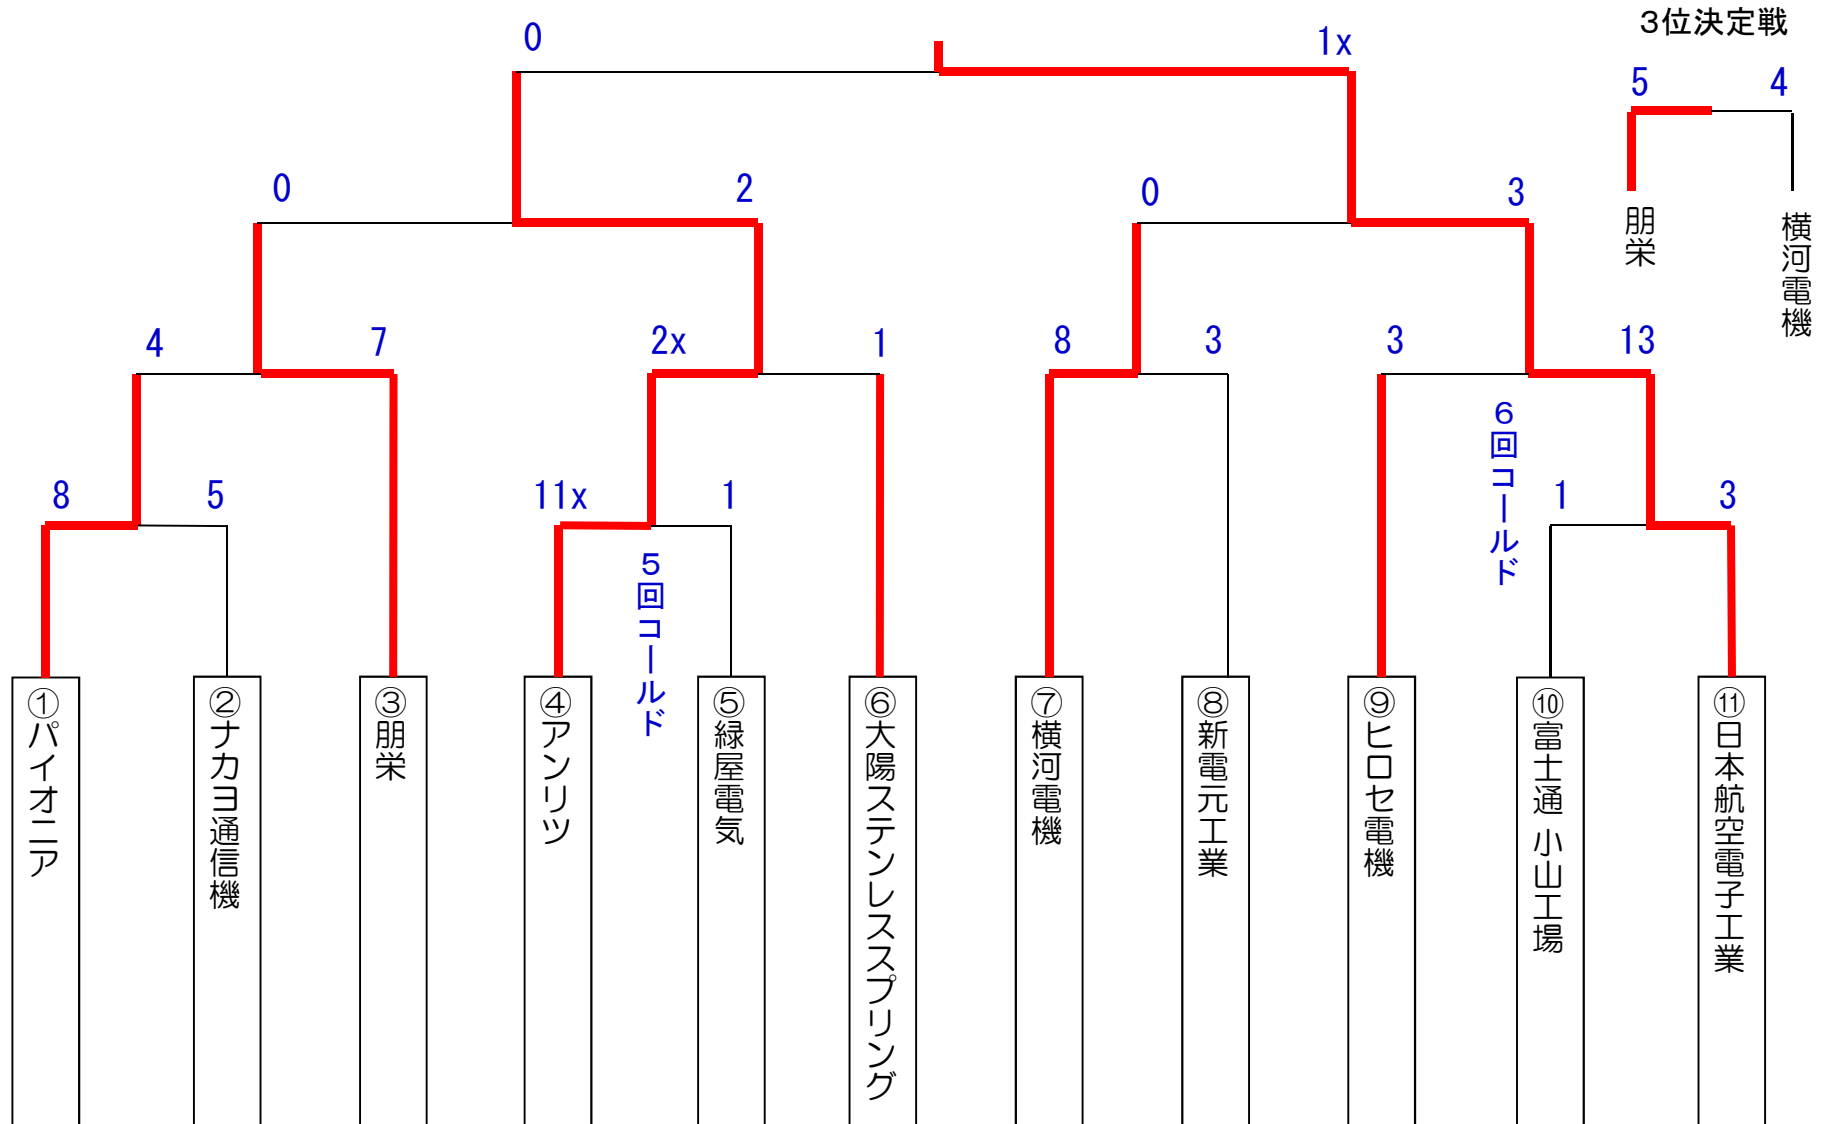 3位決定戦
0
1x
5
4
0
2
0
3
朋栄
横河電機
4
7
2x
1
8
3
3
13
6回コールド
8
5
11x
1
1
3
5回コールド
①パイオニア
②ナカヨ通信機
③朋栄
④アンリツ
⑤緑屋電気
⑥大陽ステンレススプリング
⑦横河電機
⑧新電元工業
⑨ヒロセ電機
⑩富士通 小山工場
⑪日本航空電子工業